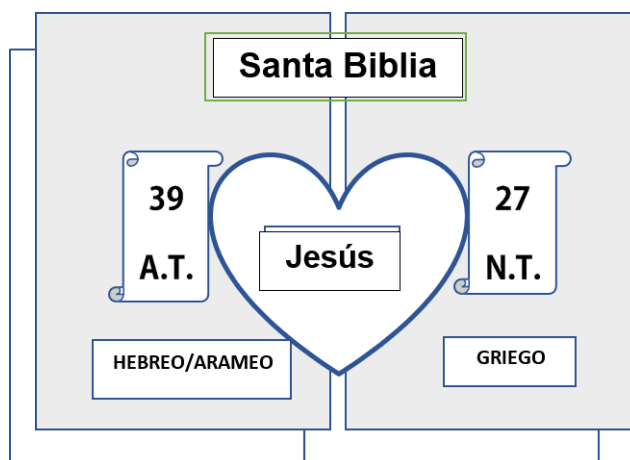 Santa Biblia
39
A.T.
Jesús
27
N.T.
HEBREO/ARAMEO
GRIEGO